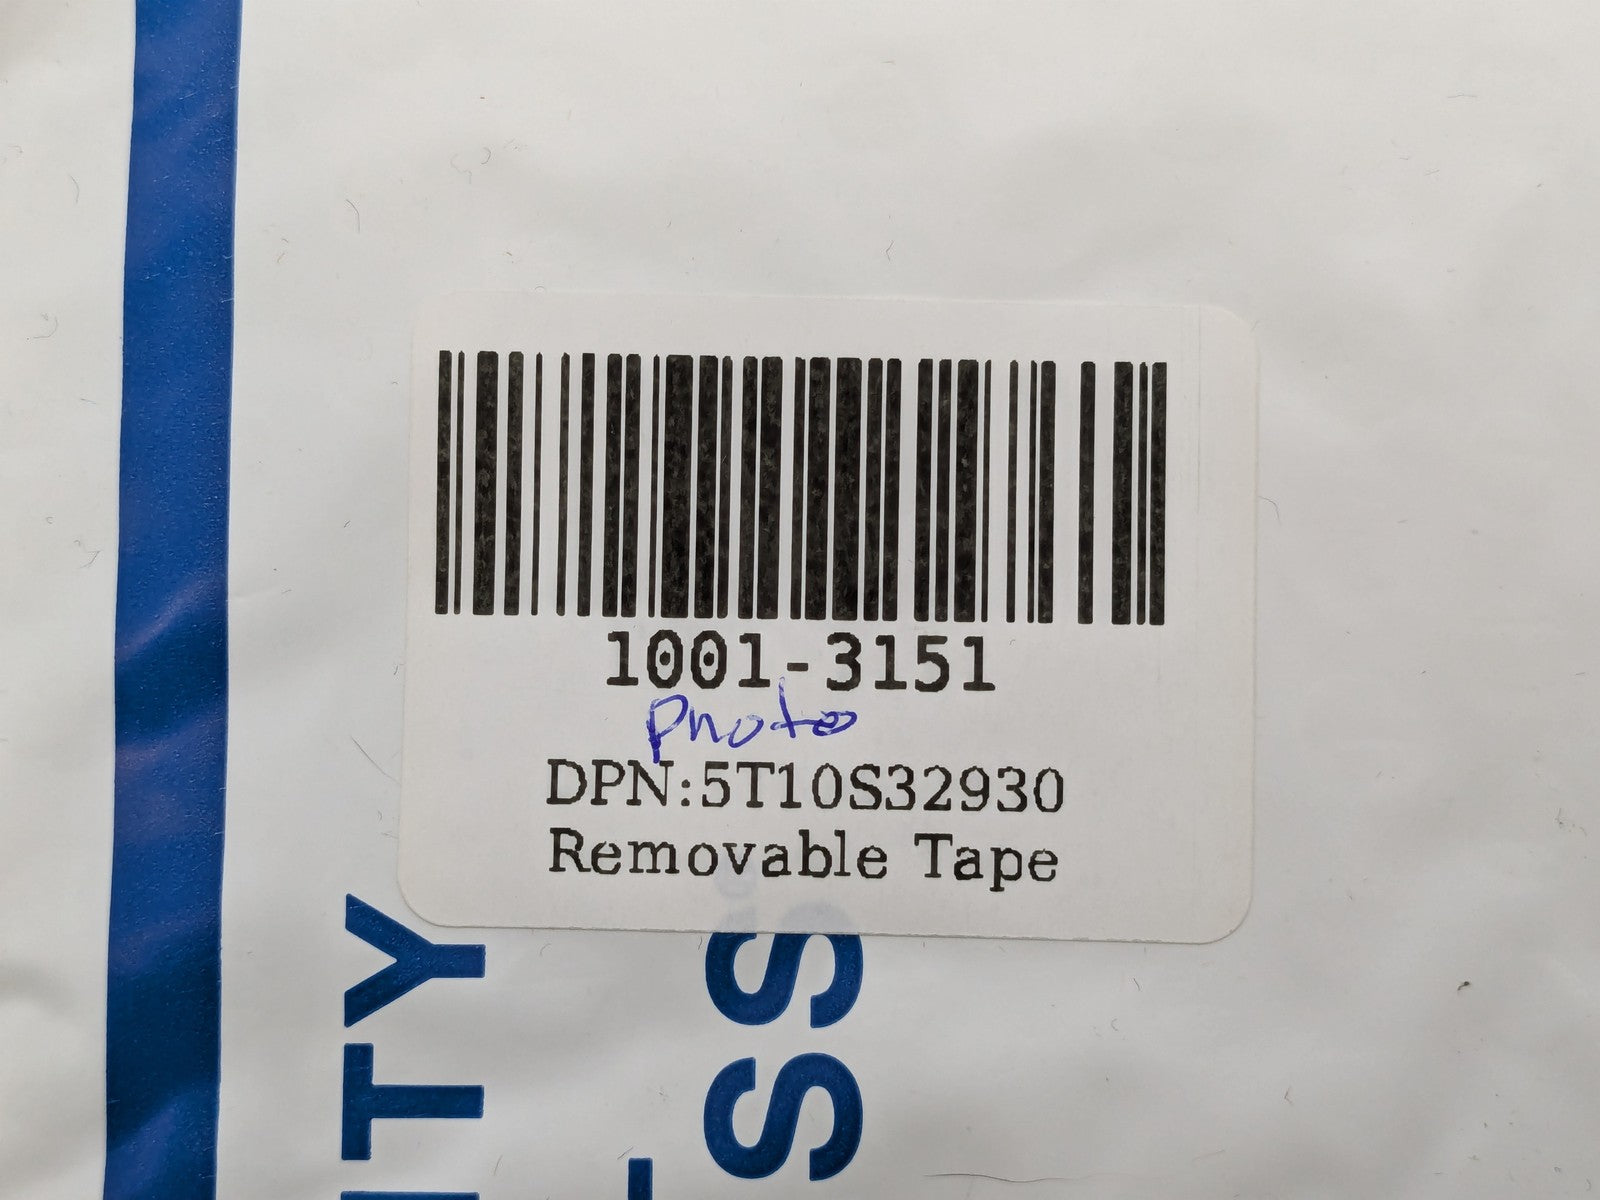 1001-3151
Photo
DPN:5T10S32930
Removable Tape
ITY
SS